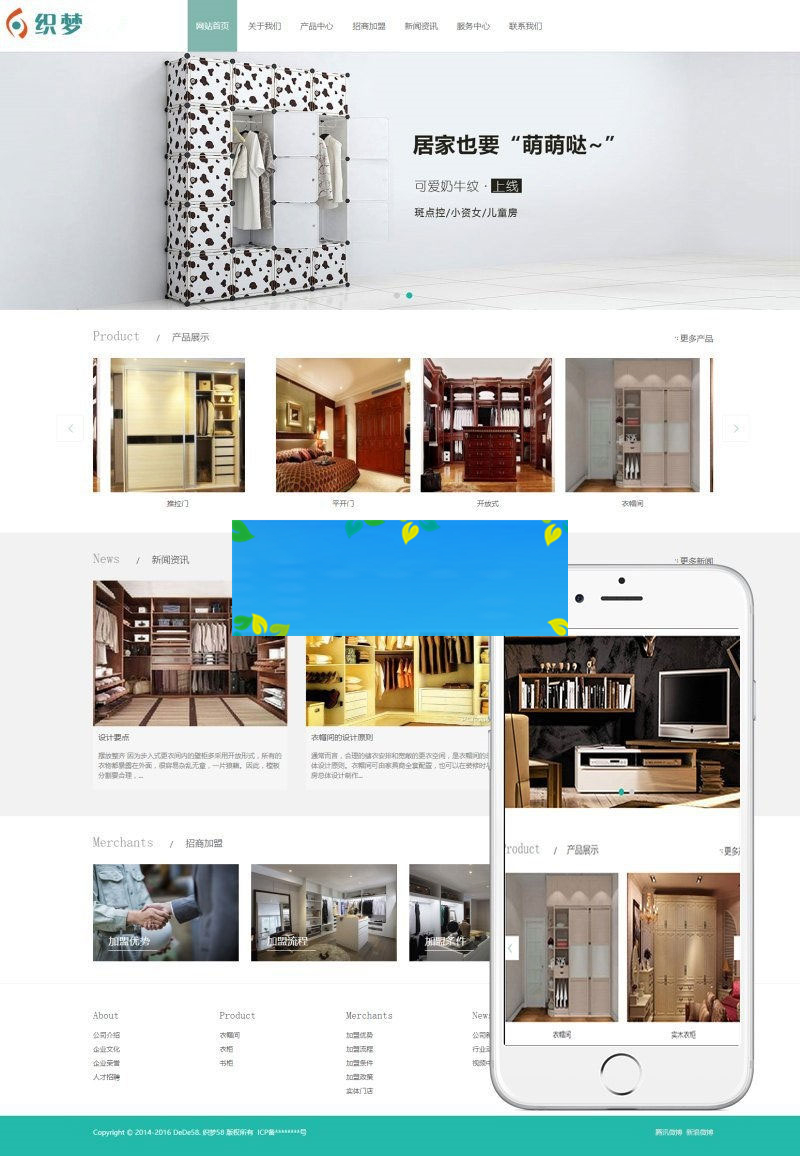 织梦
网站首页 关于我们 产品中心 招商加盟 新闻资讯 服务中心 联系我们
居家也要“萌萌哒~”
可爱奶牛纹·上线
斑点控/小资女/儿童房
Product / 产品展示
更多产品
推拉门 平开门 开放式 衣帽间
News / 新闻资讯
更多新闻
设计要点
摆放整齐 因为步入式更衣间内的壁柜多采用开放形式，所有的
衣物都暴露在外面，很容易杂乱无章，一片狼藉。因此，橙板
分割要合理，...
衣帽间的设计原则
通常而言，合理的储衣安排和宽敞的更衣空间，是衣帽间的
体设计原则。衣帽间可由家具商全套配置，也可以在装修时
房总体设计制作...
Merchants / 招商加盟
加盟优势 加盟流程 加盟条件
roduct / 产品展示
更多
衣帽间 实木衣柜
About
公司介绍
企业文化
企业荣誉
人才招聘
Product
衣帽间
衣柜
书柜
Merchants
加盟优势
加盟流程
加盟条件
加盟政策
实体门店
News
公司
行业
视频
Copyright © 2014-2016 DeDe58. 织梦58 版权所有 ICP备********号
腾讯微博 新浪微博